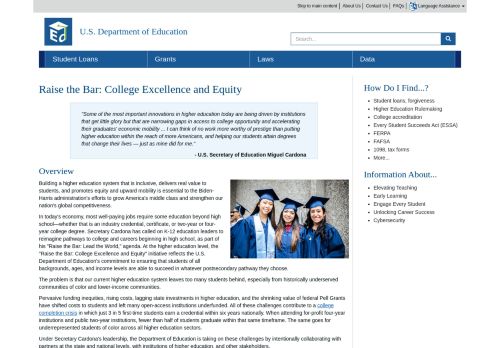 Skip to main content | About Us | Contact Us | FAQs | Language Assistance
U.S. Department of Education
Search...
Student Loans
Grants
Laws
Data
Raise the Bar: College Excellence and Equity
"Some of the most important innovations in higher education today are being driven by institutions
that get little glory but that are narrowing gaps in access to college opportunity and accelerating
their graduates' economic mobility ... I can think of no work more worthy of prestige than putting
higher education within the reach of more Americans, and helping our students attain degrees
that change their lives — just as mine did for me."
- U.S. Secretary of Education Miguel Cardona
Overview
Building a higher education system that is inclusive, delivers real value to
students, and promotes equity and upward mobility is essential to the Biden-
Harris administration's efforts to grow America's middle class and strengthen our
nation's global competitiveness.
In today's economy, most well-paying jobs require some education beyond high
school—whether that is an industry credential, certificate, or two-year or four-
year college degree. Secretary Cardona has called on K-12 education leaders to
reimagine pathways to college and careers beginning in high school, as part of
his "Raise the Bar: Lead the World," agenda. At the higher education level, the
"Raise the Bar: College Excellence and Equity" initiative reflects the U.S.
Department of Education's commitment to ensuring that students of all
backgrounds, ages, and income levels are able to succeed in whatever postsecondary pathway they choose.
The problem is that our current higher education system leaves too many students behind, especially from historically underserved
communities of color and lower-income communities.
Pervasive funding inequities, rising costs, lagging state investments in higher education, and the shrinking value of federal Pell Grants
have shifted costs to students and left many open-access institutions underfunded. All of these challenges contribute to a college
completion crisis in which just 3 in 5 first-time students earn a credential within six years nationally. When attending for-profit four-year
institutions and public two-year institutions, fewer than half of students graduate within that same timeframe. The same goes for
underrepresented students of color across all higher education sectors.
Under Secretary Cardona's leadership, the Department of Education is taking on these challenges by intentionally collaborating with
partners at the state and national levels, with institutions of higher education, and other stakeholders.
How Do I Find...?
Student loans, forgiveness
Higher Education Rulemaking
College accreditation
Every Student Succeeds Act (ESSA)
FERPA
FAFSA
1098, tax forms
More...
Information About...
Elevating Teaching
Early Learning
Engage Every Student
Unlocking Career Success
Cybersecurity